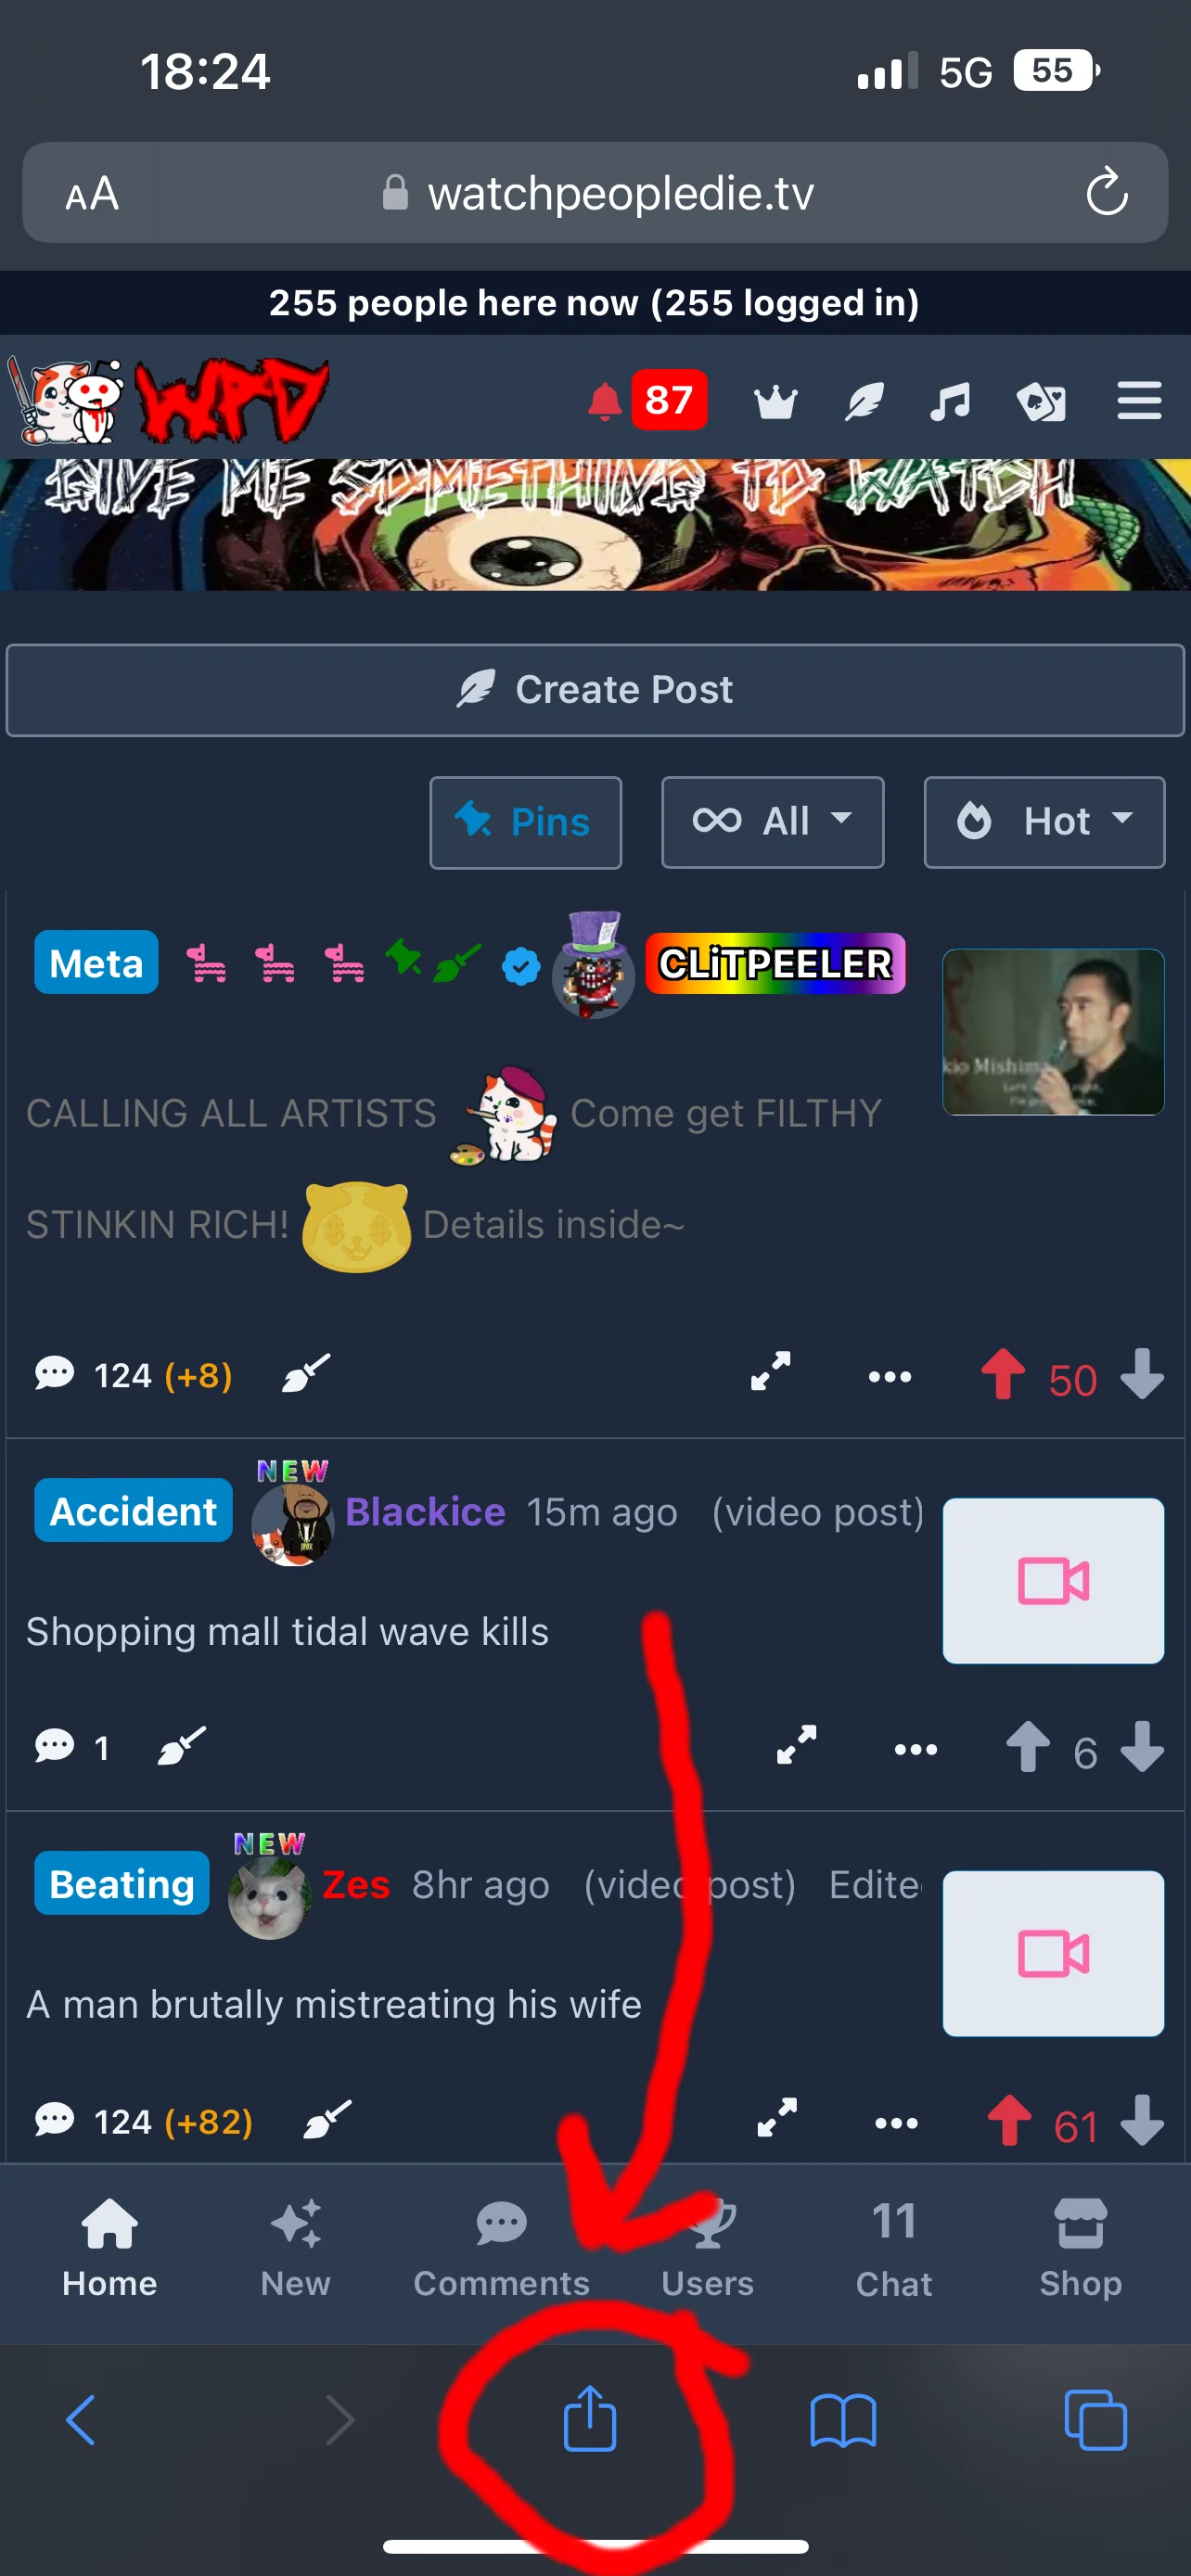 18:24 5G 55
AA watchpeopledie.tv
255 people here now (255 logged in)
WPD 87
GIVE ME SOMETHING TO WATCH
Create Post
Pins All Hot
Meta CLiTPEELER
kio Mishima
CALLING ALL ARTISTS Come get FILTHY
STINKIN RICH! Details inside~
124 (+8) 50
NEW
Accident Blackice 15m ago (video post)
Shopping mall tidal wave kills
1 6
NEW
Beating Zes 8hr ago (video post) Edite
A man brutally mistreating his wife
124 (+82) 61
11
Home New Comments Users Chat Shop